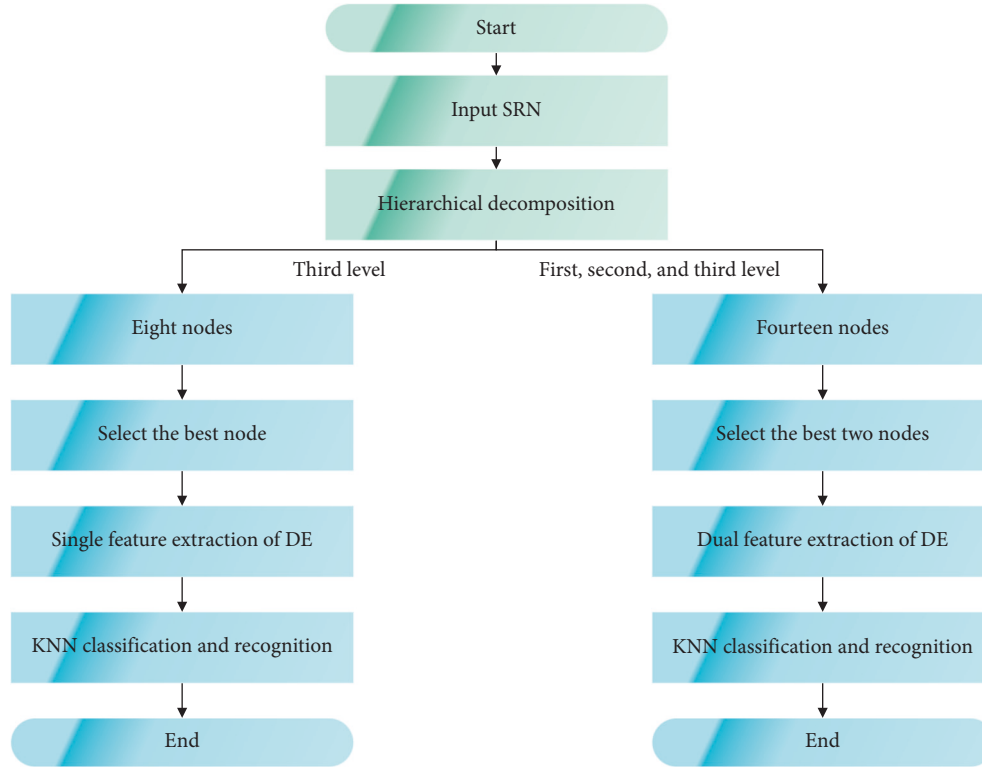 Start
Input SRN
Hierarchical decomposition
Third level
First, second, and third level
Eight nodes
Fourteen nodes
Select the best node
Select the best two nodes
Single feature extraction of DE
Dual feature extraction of DE
KNN classification and recognition
KNN classification and recognition
End
End